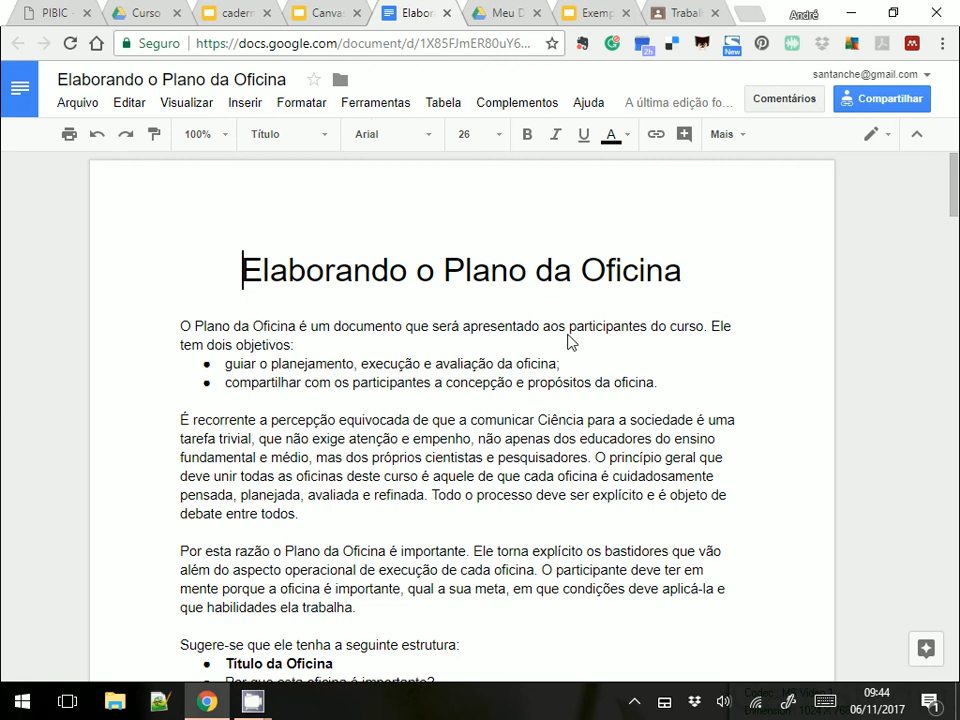 PIBIC -
Curso
cadern
Canvas
Elabor
Meu D
Exemp
Trabal
André
Seguro
https://docs.google.com/document/d/1X85FJmER80uY6...
2h
New
Elaborando o Plano da Oficina
santanche@gmail.com
Arquivo Editar Visualizar Inserir Formatar Ferramentas Tabela Complementos Ajuda A última edição fo...
Comentários
Compartilhar
100% Título Arial 26 B I U A Mais
Elaborando o Plano da Oficina
O Plano da Oficina é um documento que será apresentado aos participantes do curso. Ele
tem dois objetivos:
● guiar o planejamento, execução e avaliação da oficina;
● compartilhar com os participantes a concepção e propósitos da oficina.
É recorrente a percepção equivocada de que a comunicar Ciência para a sociedade é uma
tarefa trivial, que não exige atenção e empenho, não apenas dos educadores do ensino
fundamental e médio, mas dos próprios cientistas e pesquisadores. O princípio geral que
deve unir todas as oficinas deste curso é aquele de que cada oficina é cuidadosamente
pensada, planejada, avaliada e refinada. Todo o processo deve ser explícito e é objeto de
debate entre todos.
Por esta razão o Plano da Oficina é importante. Ele torna explícito os bastidores que vão
além do aspecto operacional de execução de cada oficina. O participante deve ter em
mente porque a oficina é importante, qual a sua meta, em que condições deve aplicá-la e
que habilidades ela trabalha.
Sugere-se que ele tenha a seguinte estrutura:
● Título da Oficina
Por que esta oficina é importante?
09:44
06/11/2017
1